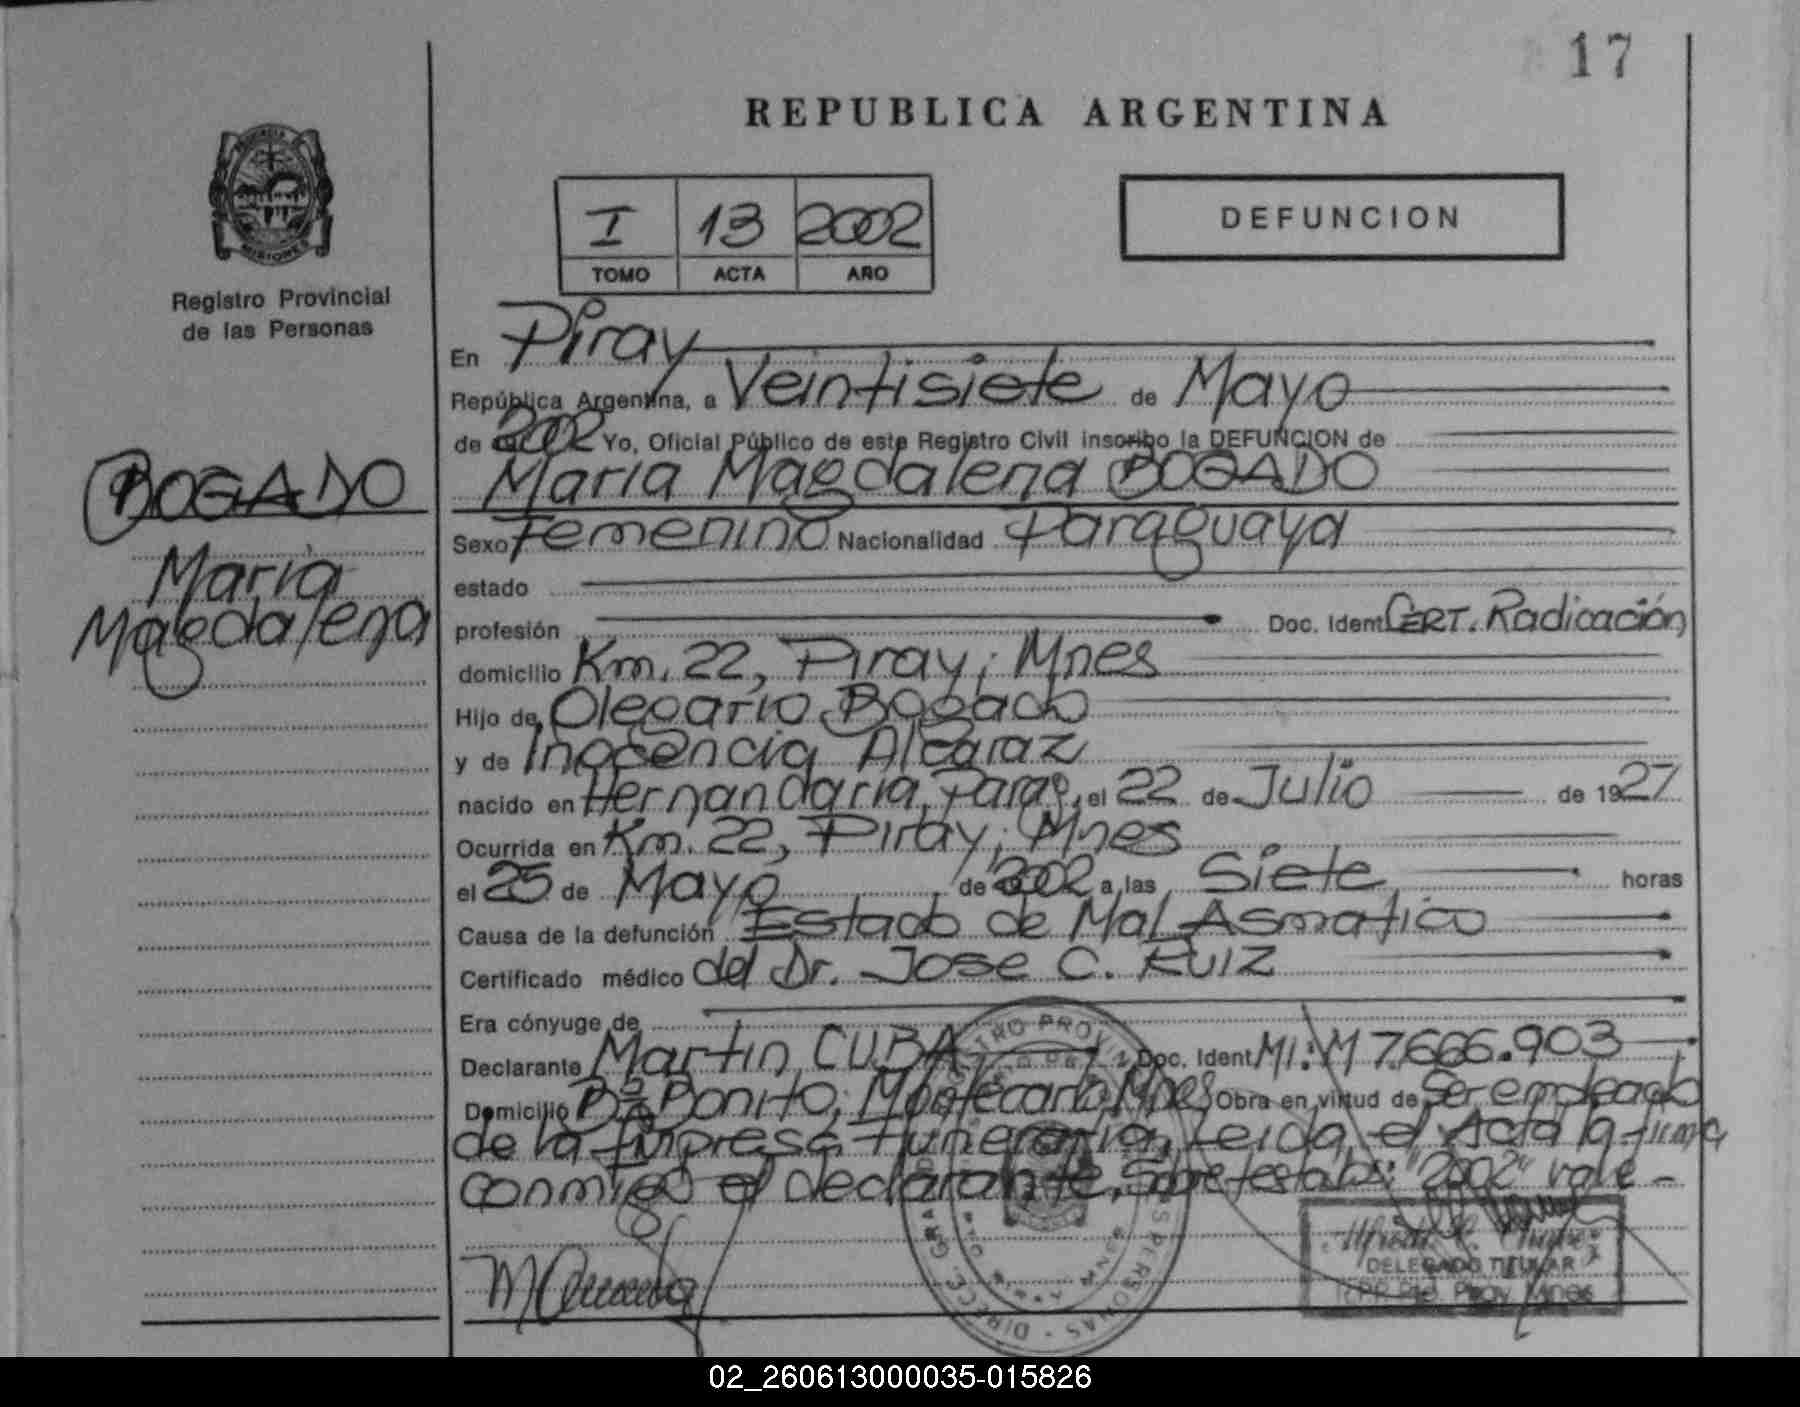 17
REPUBLICA ARGENTINA
PROVINCIA
MISIONES
Registro Provincial
de las Personas
I 13 2002
TOMO ACTA AÑO
DEFUNCION
En Piray
República Argentina, a Veintisiete de Mayo
de 2002 Yo, Oficial Público de este Registro Civil inscribo la DEFUNCION de
Maria Magdalena BOGADO
BOGADO
Maria
Magdalena
Sexo Femenino Nacionalidad Paraguaya
estado
profesión Doc. Ident CERT. Radicación
domicilio Km. 22, Piray, Mnes
Hijo de Olegario Bogado
y de Inocencia Alcaraz
nacido en Hernandaria, Parag, el 22 de Julio de 1927
Ocurrida en Km. 22, Piray, Mnes
el 25 de Mayo de 2002 a las Siete horas
Causa de la defunción Estado de Mal Asmatico
Certificado médico del Dr. Jose C. RUIZ
Era cónyuge de
Declarante Martin CUBA Doc. Ident MI: M 7.666.903
Domicilio Bº Bonito, Montecarlo, Mnes Obra en virtud de Ser empleado
de la Empresa Funeraria, Leida el Acta la firma
conmigo el declarante, Sobrestabs: "2002" vale -
DELEGADO TITULAR
Piray Mnes
02_260613000035-015826